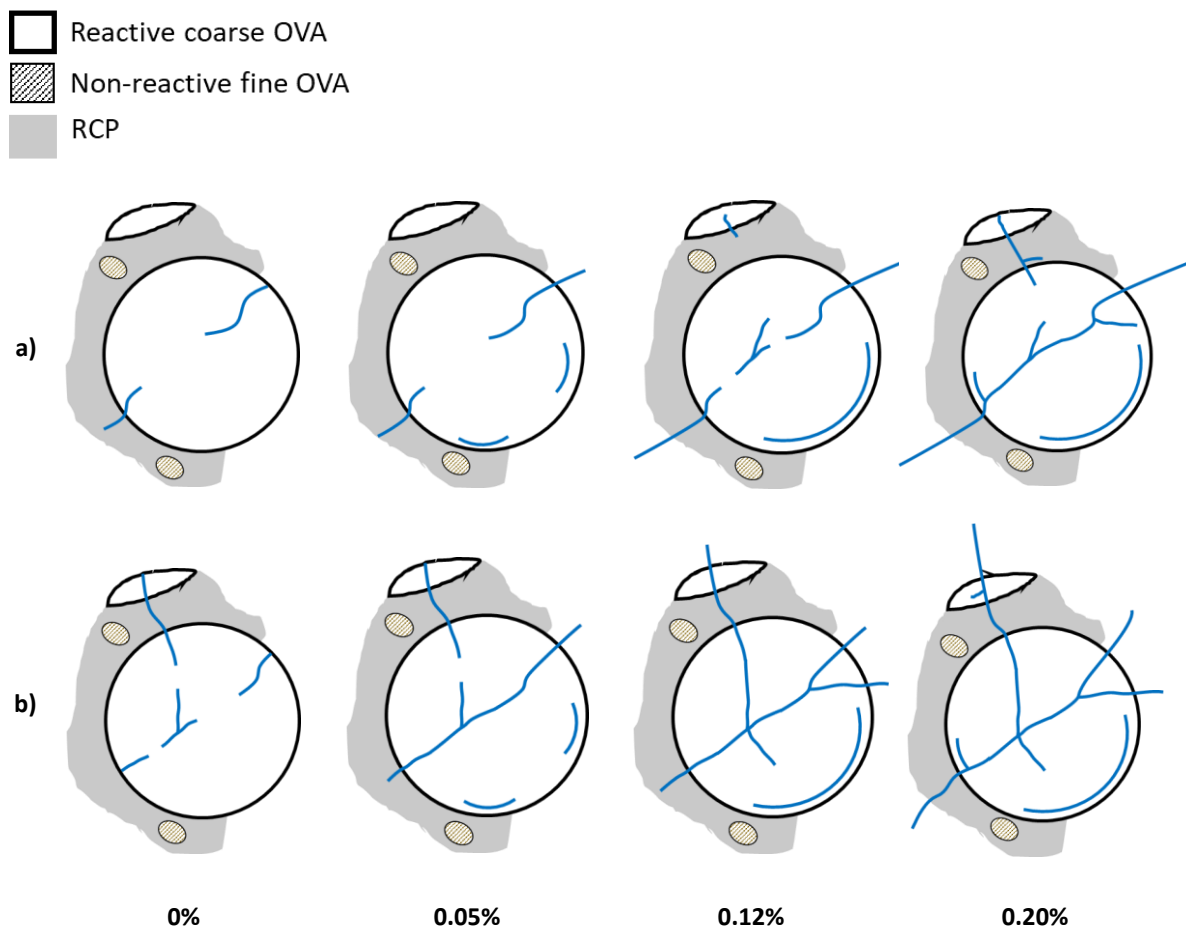 Reactive coarse OVA
Non-reactive fine OVA
RCP
a)
b)
0% 0.05% 0.12% 0.20%